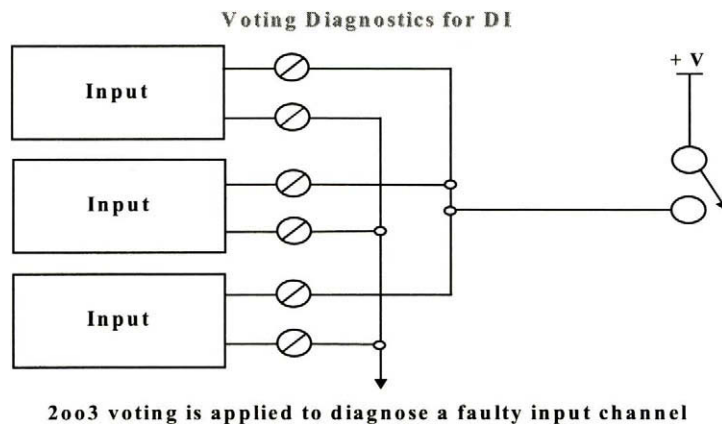 Voting Diagnostics for DI
+ V
Input
Input
Input
2oo3 voting is applied to diagnose a faulty input channel